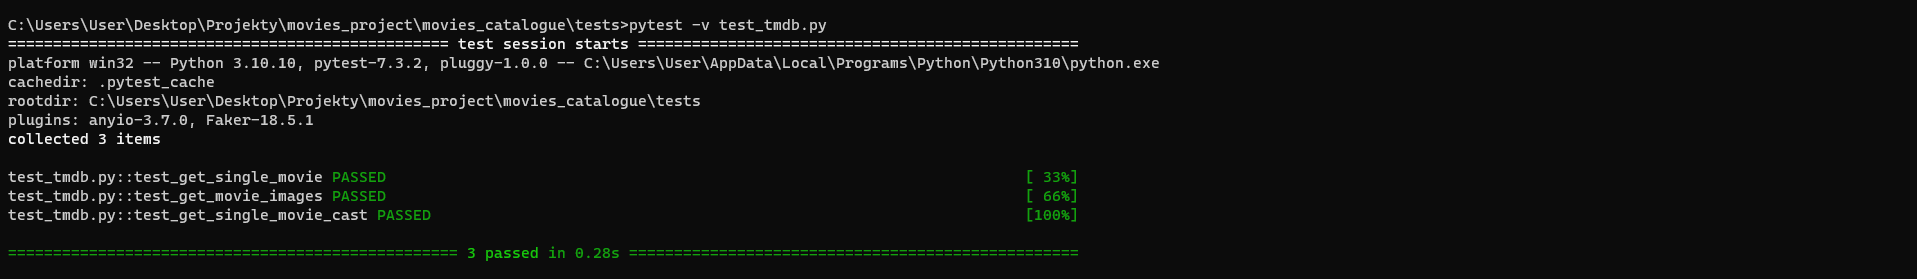 C:\Users\User\Desktop\Projekty\movies_project\movies_catalogue\tests>pytest -v test_tmdb.py
================================================= test session starts =================================================
platform win32 -- Python 3.10.10, pytest-7.3.2, pluggy-1.0.0 -- C:\Users\User\AppData\Local\Programs\Python\Python310\python.exe
cachedir: .pytest_cache
rootdir: C:\Users\User\Desktop\Projekty\movies_project\movies_catalogue\tests
plugins: anyio-3.7.0, Faker-18.5.1
collected 3 items
test_tmdb.py::test_get_single_movie PASSED [ 33%]
test_tmdb.py::test_get_movie_images PASSED [ 66%]
test_tmdb.py::test_get_single_movie_cast PASSED [100%]
================================================== 3 passed in 0.28s ==================================================